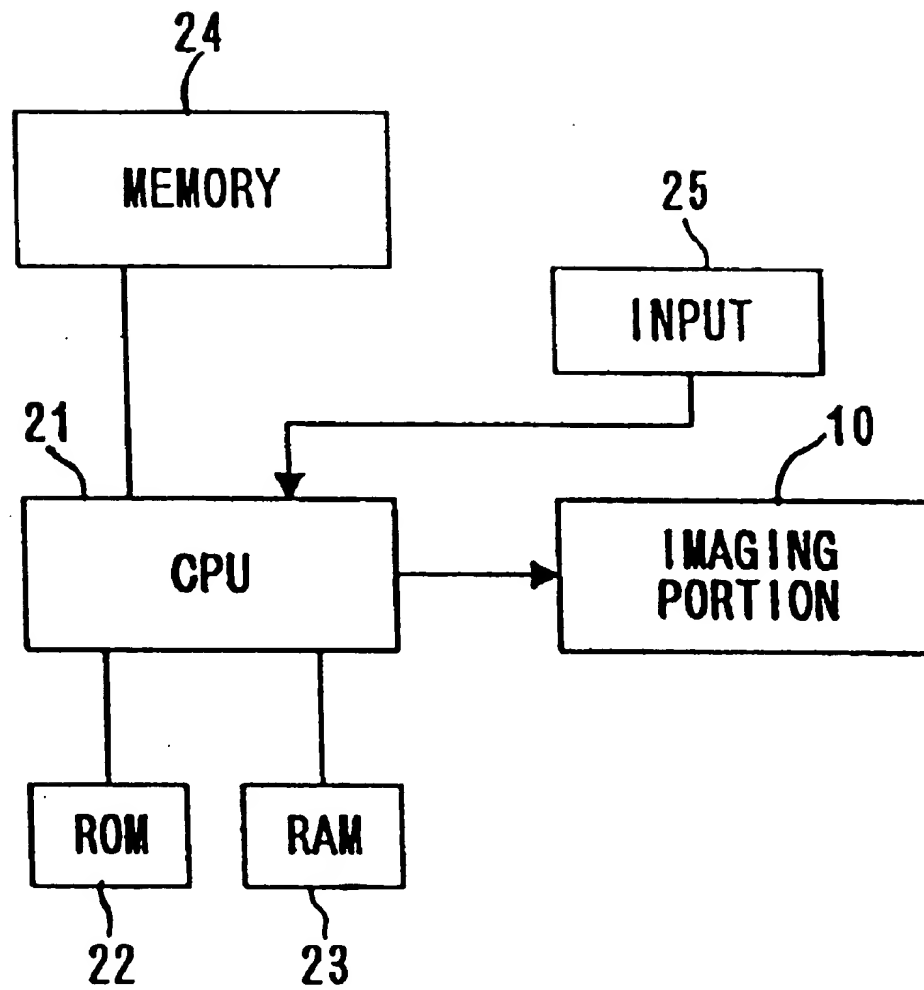 24
MEMORY
25
INPUT
21
10
CPU
IMAGING
PORTION
ROM
RAM
22
23